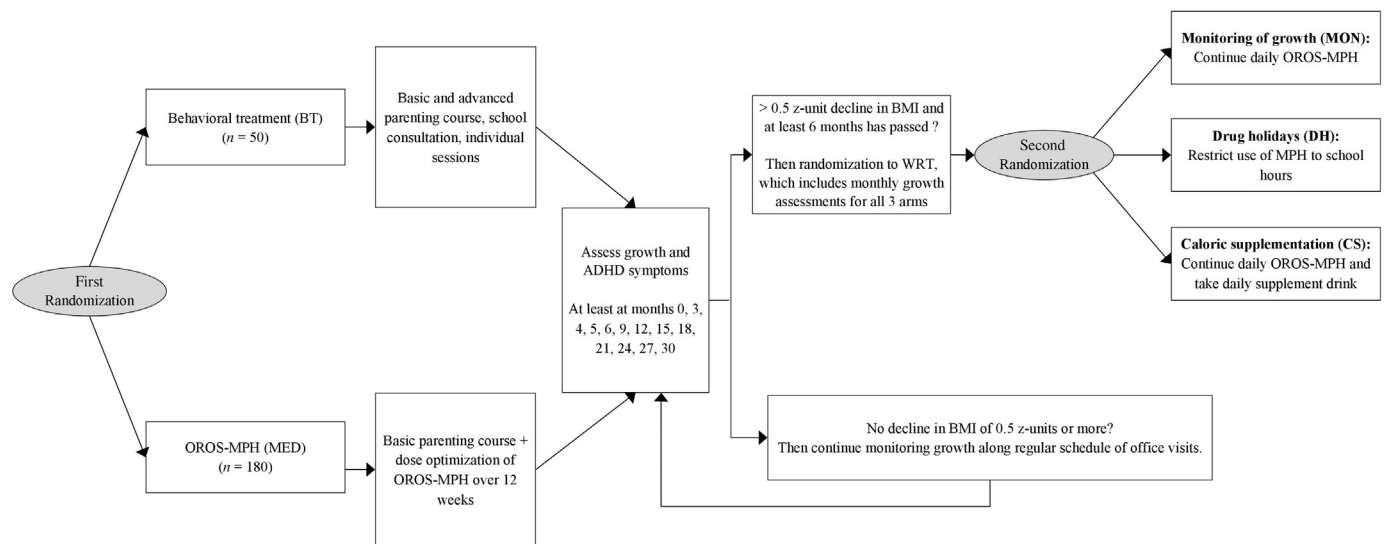 First
Randomization
Behavioral treatment (BT)
(n = 50)
OROS-MPH (MED)
(n = 180)
Basic and advanced
parenting course, school
consultation, individual
sessions
Basic parenting course +
dose optimization of
OROS-MPH over 12
weeks
Assess growth and
ADHD symptoms
At least at months 0, 3,
4, 5, 6, 9, 12, 15, 18,
21, 24, 27, 30
> 0.5 z-unit decline in BMI and
at least 6 months has passed ?
Then randomization to WRT,
which includes monthly growth
assessments for all 3 arms
No decline in BMI of 0.5 z-units or more?
Then continue monitoring growth along regular schedule of office visits.
Second
Randomization
Monitoring of growth (MON):
Continue daily OROS-MPH
Drug holidays (DH):
Restrict use of MPH to school
hours
Caloric supplementation (CS):
Continue daily OROS-MPH and
take daily supplement drink